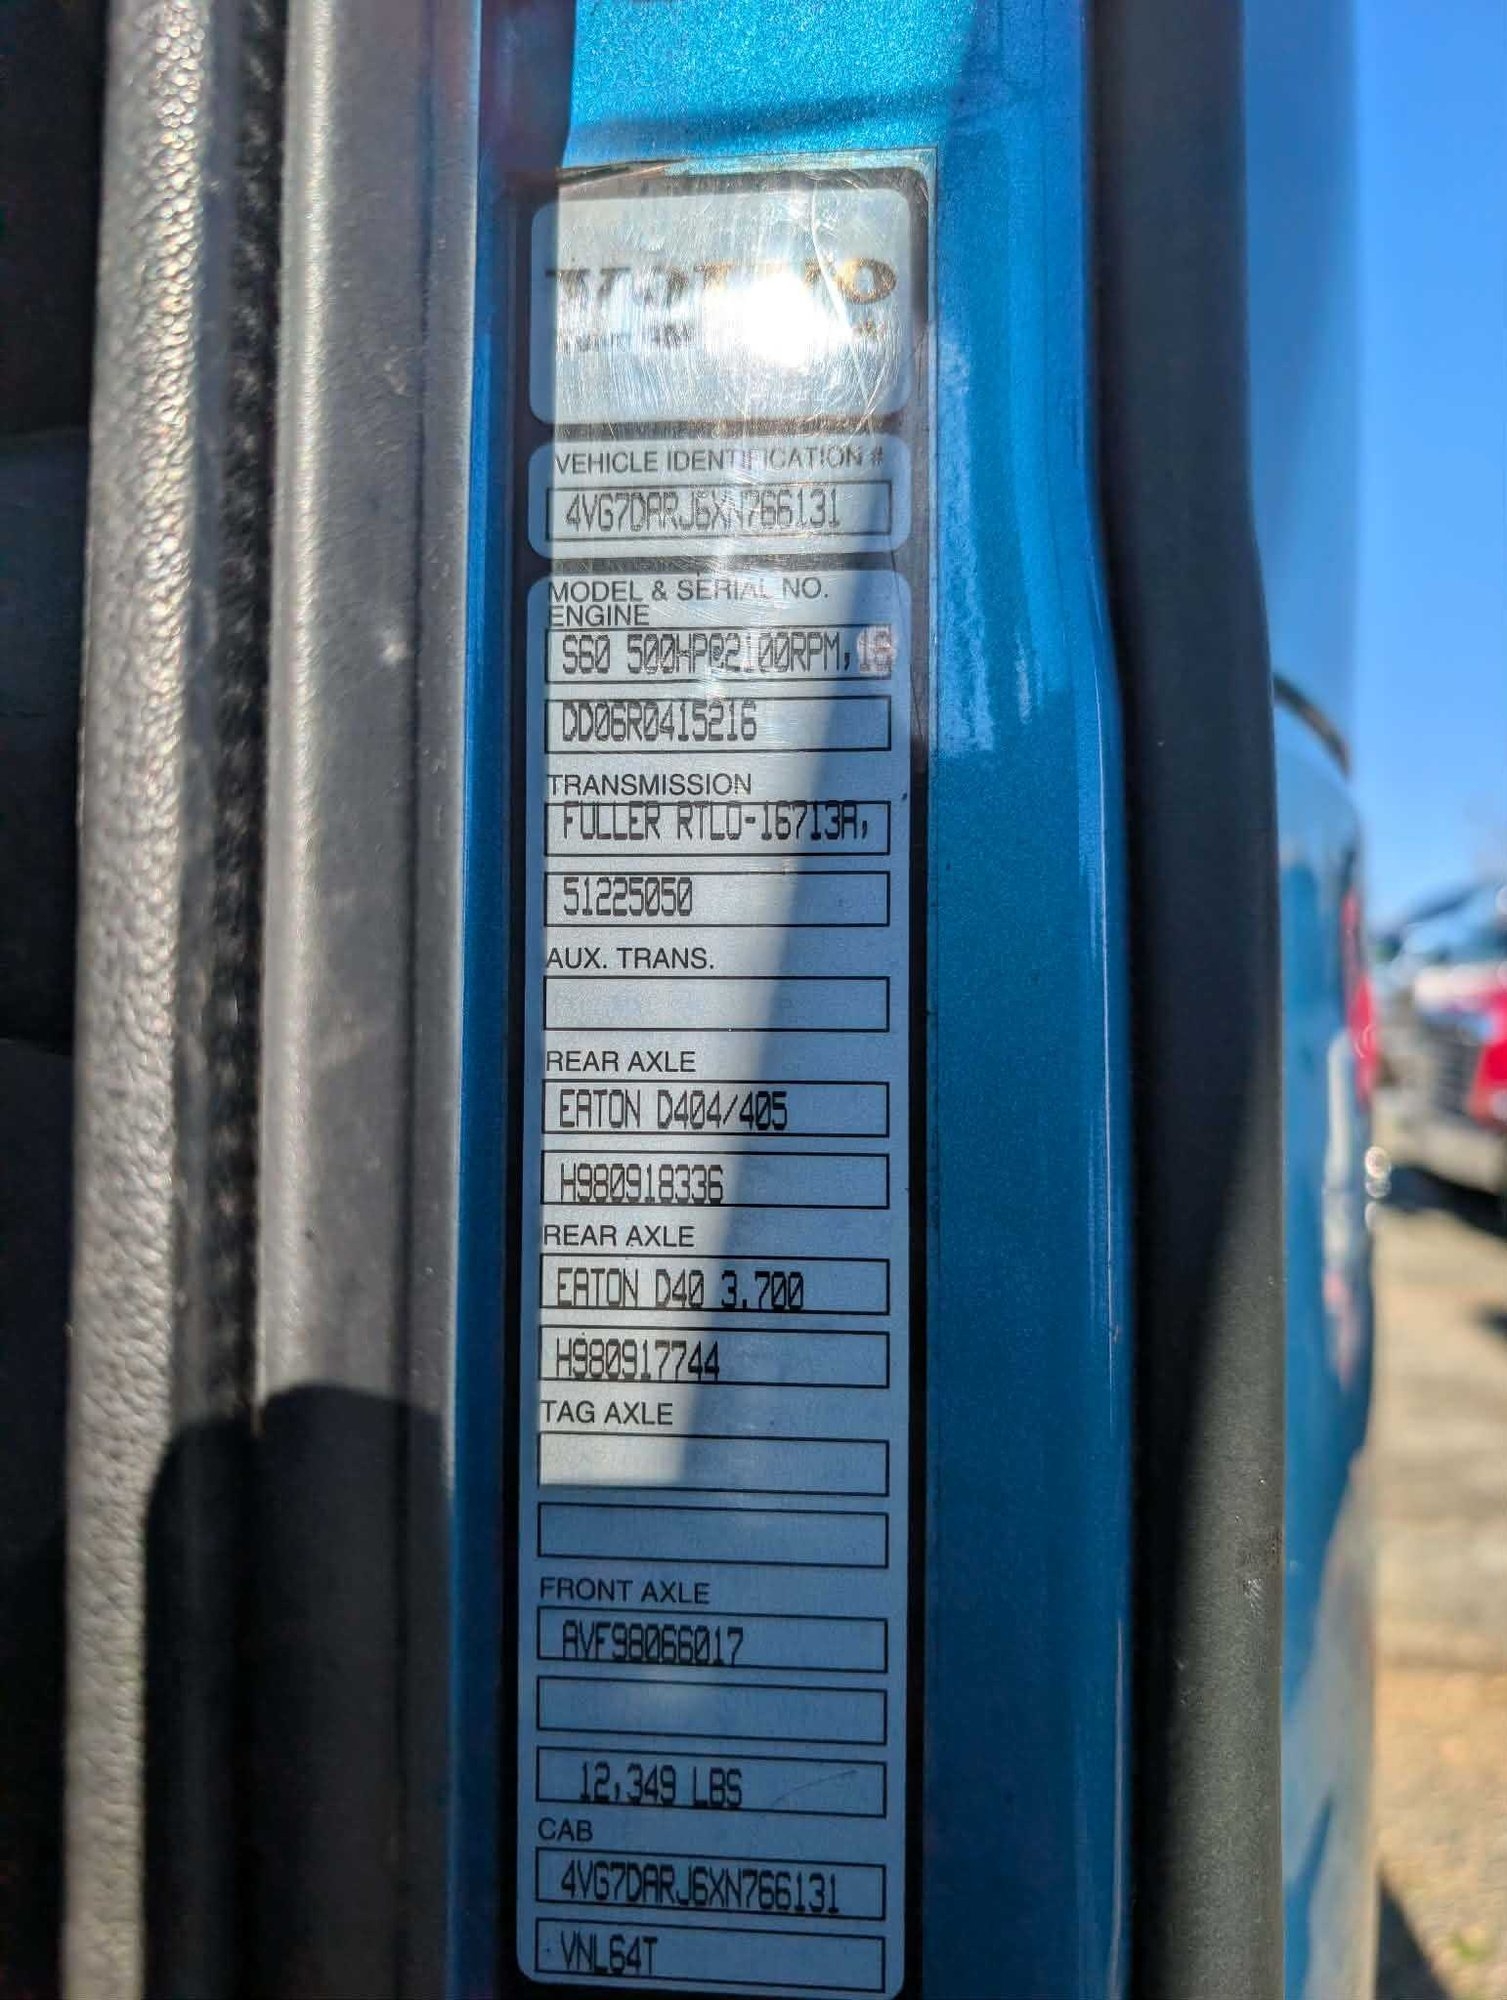 VOLVO
VEHICLE IDENTIFICATION #
4VG7DARJ6XN766131
MODEL & SERIAL NO.
ENGINE
S60 500HP@2100RPM,16
DD06R0415216
TRANSMISSION
FULLER RTLO-16713A,
51225050
AUX. TRANS.
REAR AXLE
EATON D404/405
H980918336
REAR AXLE
EATON D40 3.700
H980917744
TAG AXLE
FRONT AXLE
AVF98066017
12,349 LBS
CAB
4VG7DARJ6XN766131
VNL64T